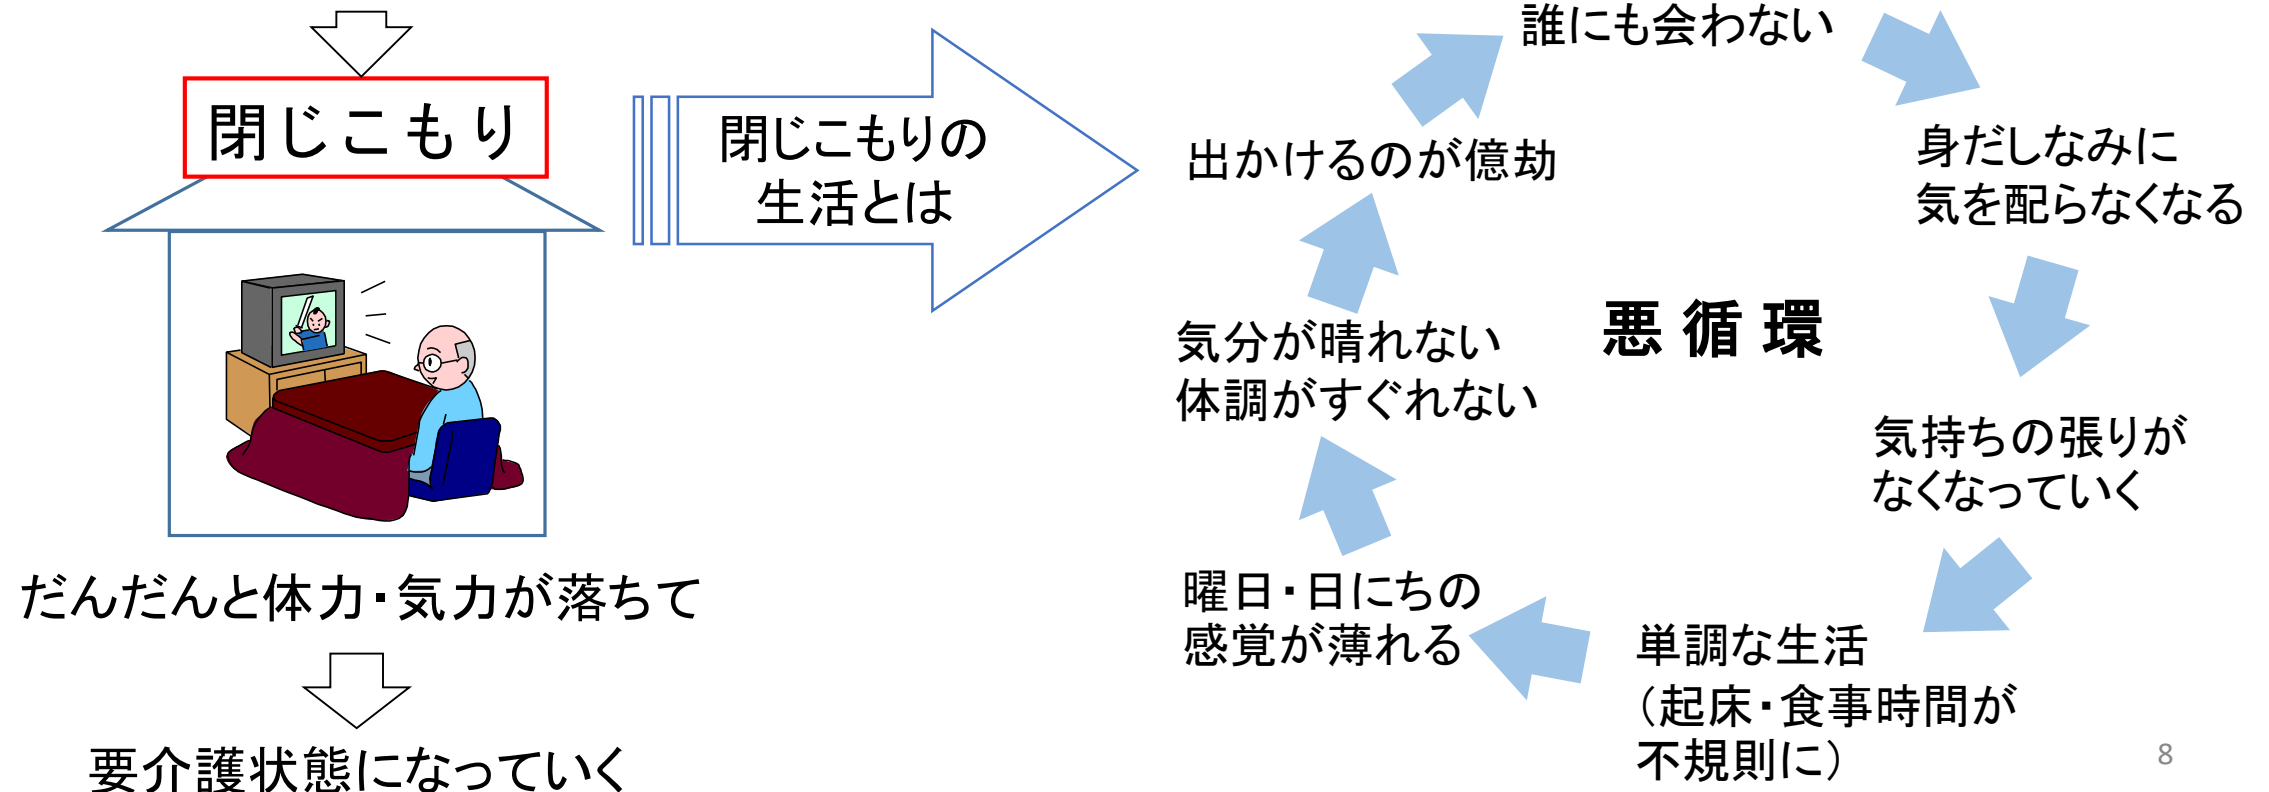 閉じこもり
だんだんと体力・気力が落ちて
要介護状態になっていく
閉じこもりの
生活とは
誰にも会わない
身だしなみに
気を配らなくなる
気持ちの張りが
なくなっていく
単調な生活
（起床・食事時間が
不規則に）
曜日・日にちの
感覚が薄れる
気分が晴れない
体調がすぐれない
出かけるのが億劫
悪循環
8